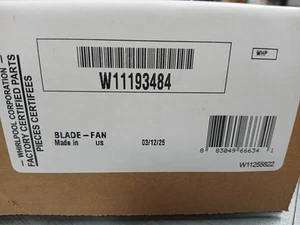 WHP
W11193484
— WHIRLPOOL CORPORATION —
FACTORY CERTIFIED PARTS
PIECES CERTIFEES
BLADE-FAN
Made in US 03/12/25
8 83049 66634 1
W11255822